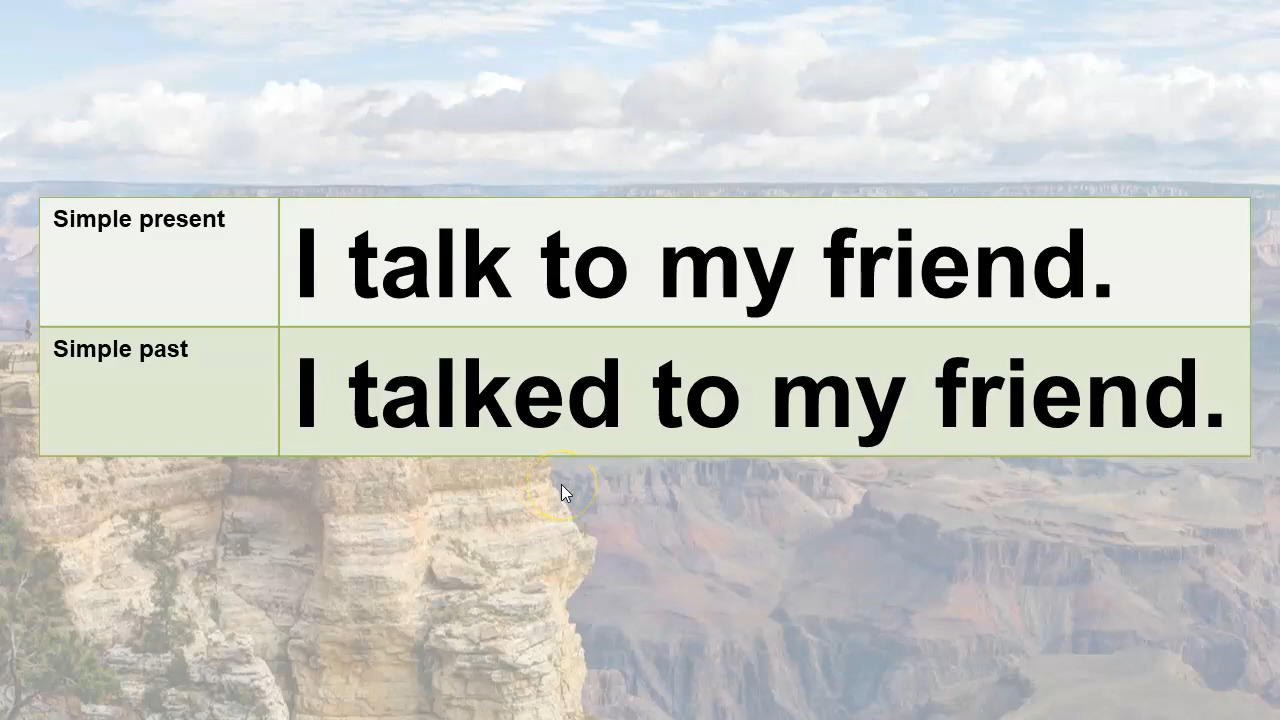 Simple present
I talk to my friend.
Simple past
I talked to my friend.